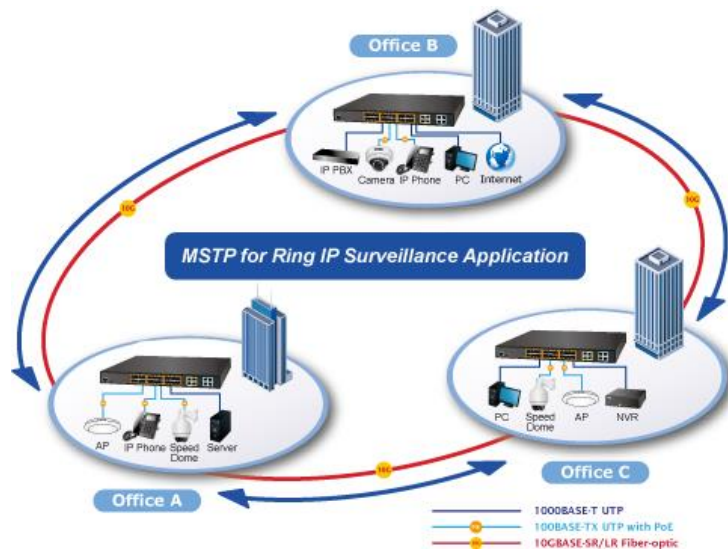 Office B
IP PBX
Camera
IP Phone
PC
Internet
10G
10G
MSTP for Ring IP Surveillance Application
AP
IP Phone
Speed
Dome
Server
PC
Speed
Dome
AP
NVR
10G
Office A
Office C
1000BASE-T UTP
100BASE-TX UTP with PoE
10GBASE-SR/LR Fiber-optic